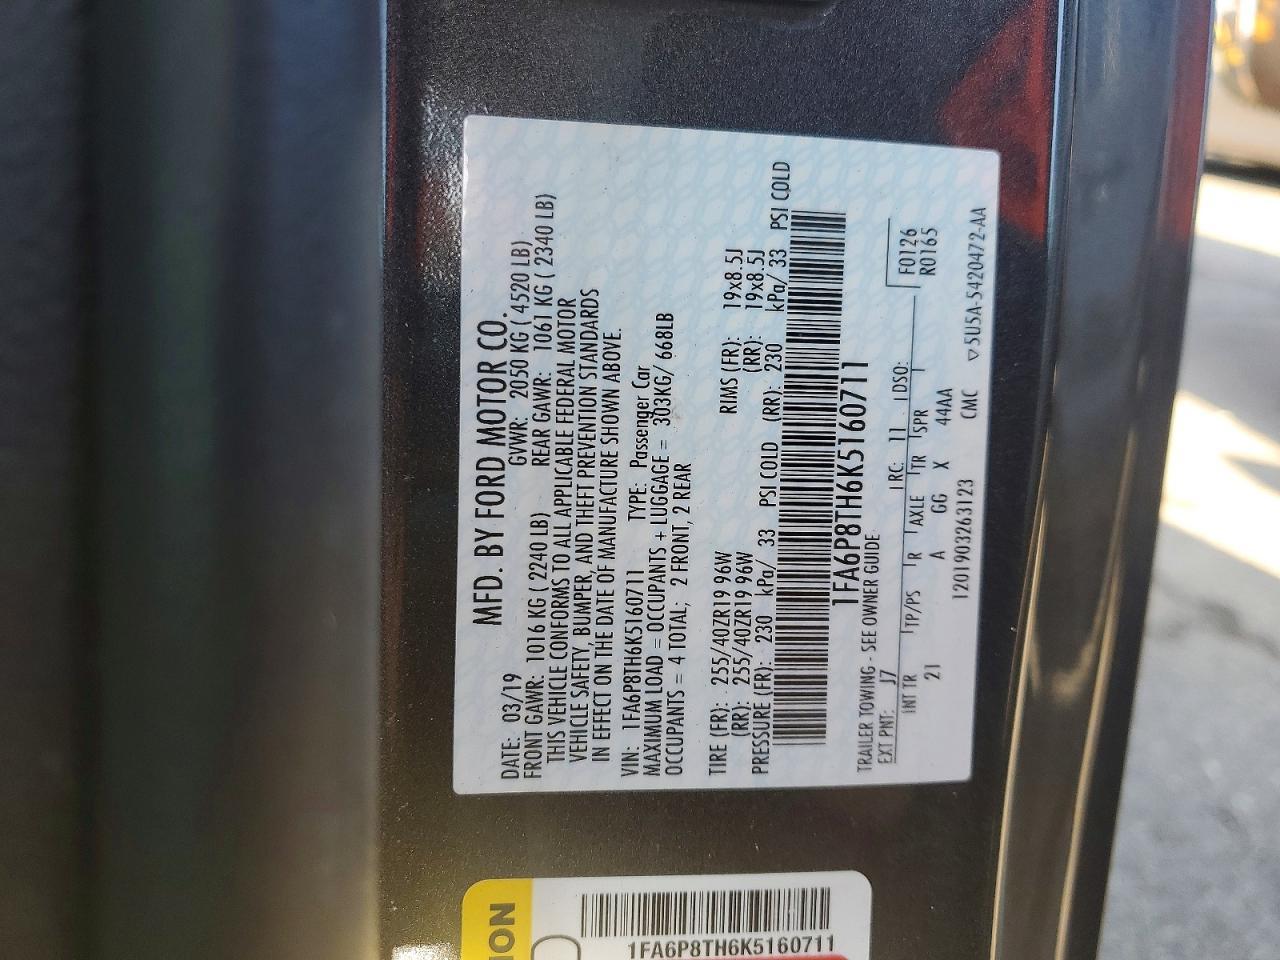 MFD. BY FORD MOTOR CO.
DATE: 03/19 GVWR: 2050 KG ( 4520 LB)
FRONT GAWR: 1016 KG ( 2240 LB) REAR GAWR: 1061 KG ( 2340 LB)
THIS VEHICLE CONFORMS TO ALL APPLICABLE FEDERAL MOTOR
VEHICLE SAFETY, BUMPER, AND THEFT PREVENTION STANDARDS
IN EFFECT ON THE DATE OF MANUFACTURE SHOWN ABOVE.
VIN: 1FA6P8TH6K5160711 TYPE: Passenger Car
MAXIMUM LOAD = OCCUPANTS + LUGGAGE = 303KG/ 668LB
OCCUPANTS = 4 TOTAL; 2 FRONT, 2 REAR
TIRE (FR): 255/40ZR19 96W RIMS (FR): 19x8.5J
(RR): 255/40ZR19 96W (RR): 19x8.5J
PRESSURE (FR): 230 kPa/ 33 PSI COLD (RR): 230 kPa/ 33 PSI COLD
1FA6P8TH6K5160711
TRAILER TOWING - SEE OWNER GUIDE
EXT PNT: J7 RC: 11 DSO: F0126
INT TR TP/PS R AXLE TR SPR R0165
21 A GG X 44AA
1201903263123 CMC ▽5U5A-5420472-AA
ION
1FA6P8TH6K5160711